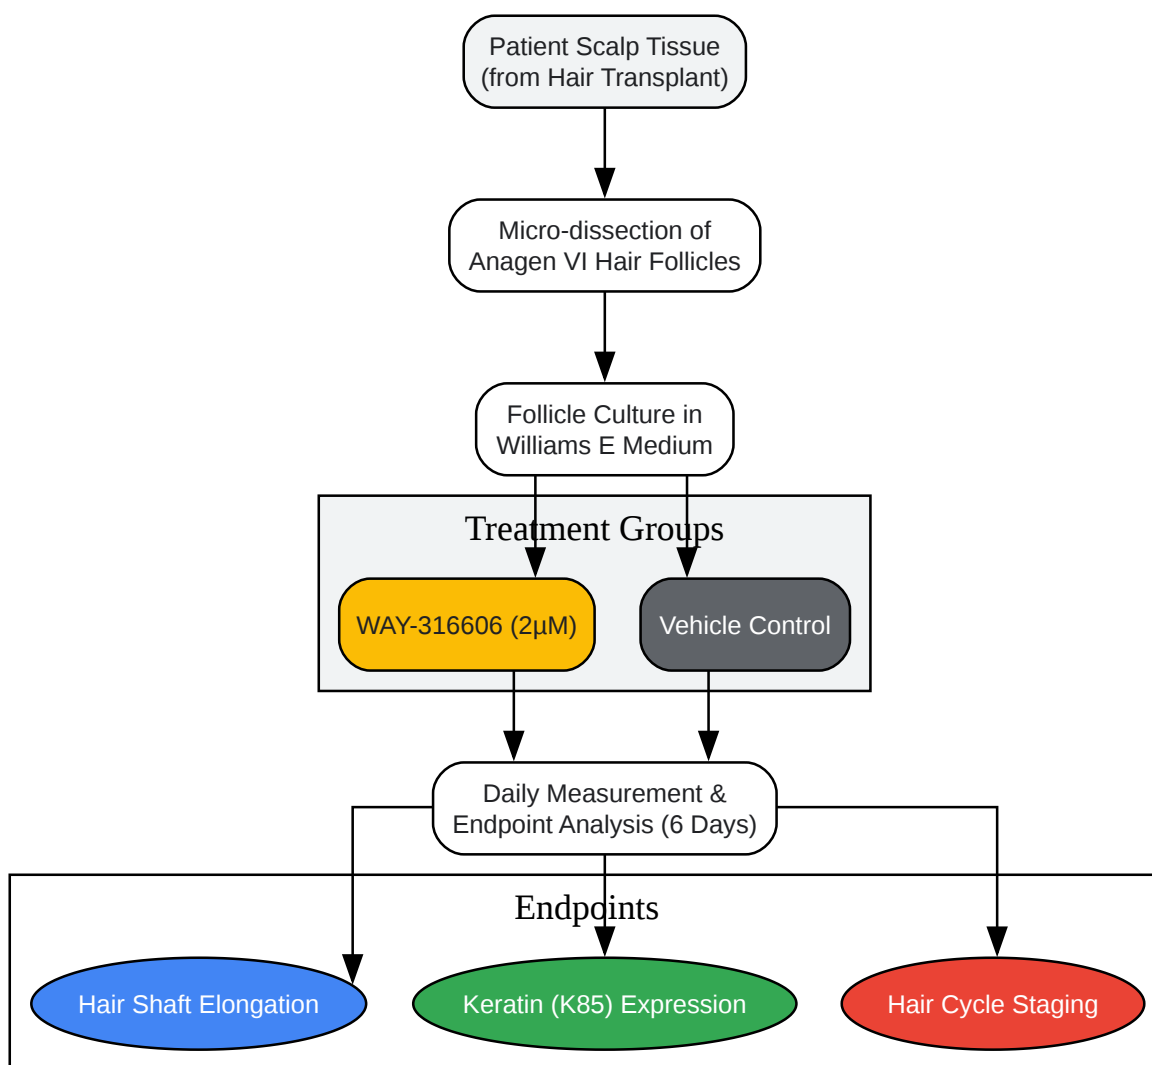 Patient Scalp Tissue
(from Hair Transplant)
Micro-dissection of
Anagen VI Hair Follicles
Follicle Culture in
Williams E Medium
Treatment Groups
WAY-316606 (2µM)
Vehicle Control
Daily Measurement &
Endpoint Analysis (6 Days)
Endpoints
Hair Shaft Elongation
Keratin (K85) Expression
Hair Cycle Staging